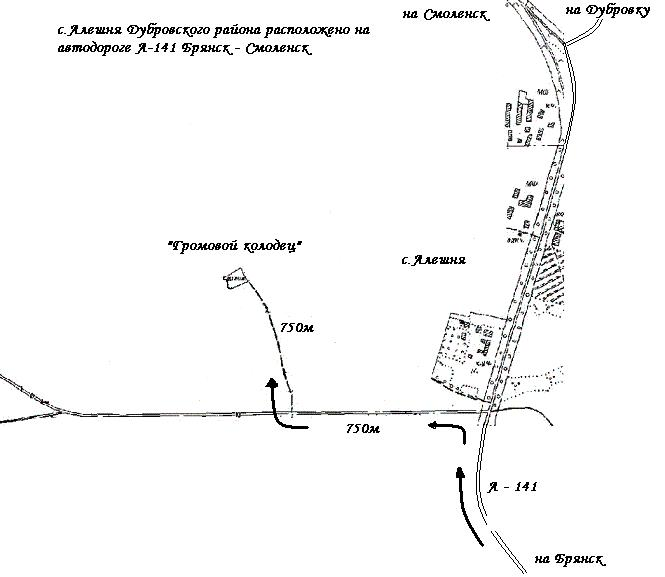 на Смоленск
на Дубровку
с. Алешня Дубровского района расположено на
автодороге А-141 Брянск - Смоленск
"Громовой колодец"
с. Алешня
750м
750м
А - 141
на Брянск